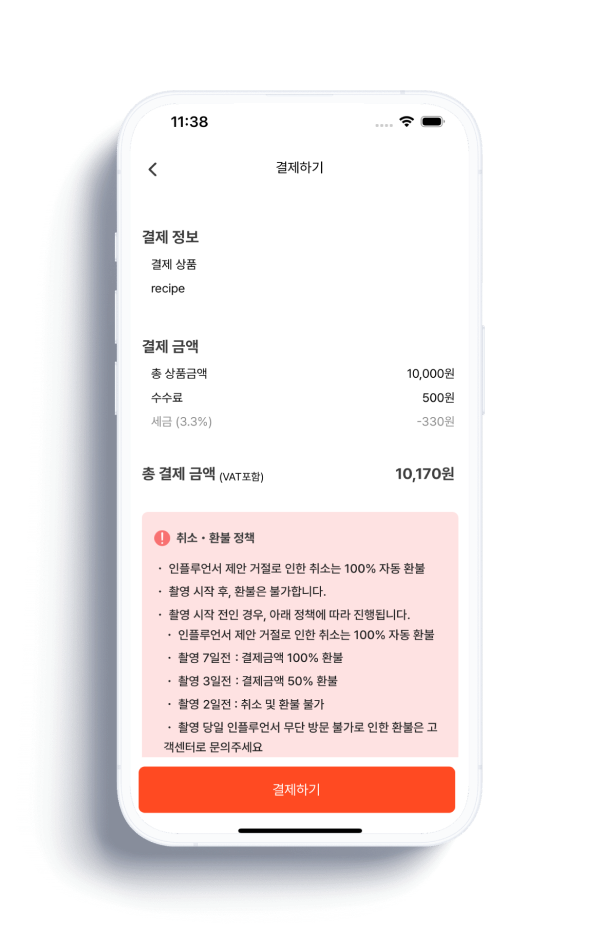 11:38
결제하기
결제 정보
결제 상품
recipe
결제 금액
총 상품금액 10,000원
수수료 500원
세금 (3.3%) -330원
총 결제 금액 (VAT포함) 10,170원
! 취소・환불 정책
・ 인플루언서 제안 거절로 인한 취소는 100% 자동 환불
・ 촬영 시작 후, 환불은 불가합니다.
・ 촬영 시작 전인 경우, 아래 정책에 따라 진행됩니다.
・ 인플루언서 제안 거절로 인한 취소는 100% 자동 환불
・ 촬영 7일전 : 결제금액 100% 환불
・ 촬영 3일전 : 결제금액 50% 환불
・ 촬영 2일전 : 취소 및 환불 불가
・ 촬영 당일 인플루언서 무단 방문 불가로 인한 환불은 고
객센터로 문의주세요
결제하기